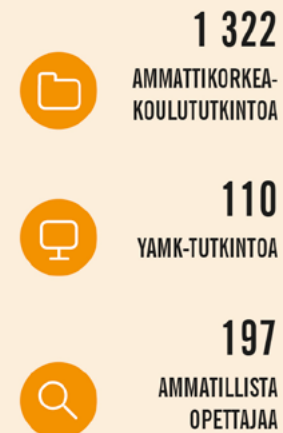 1 322
AMMATTIKORKEA-
KOULUTUTKINTOA
110
YAMK-TUTKINTOA
197
AMMATILLISTA
OPETTAJAA